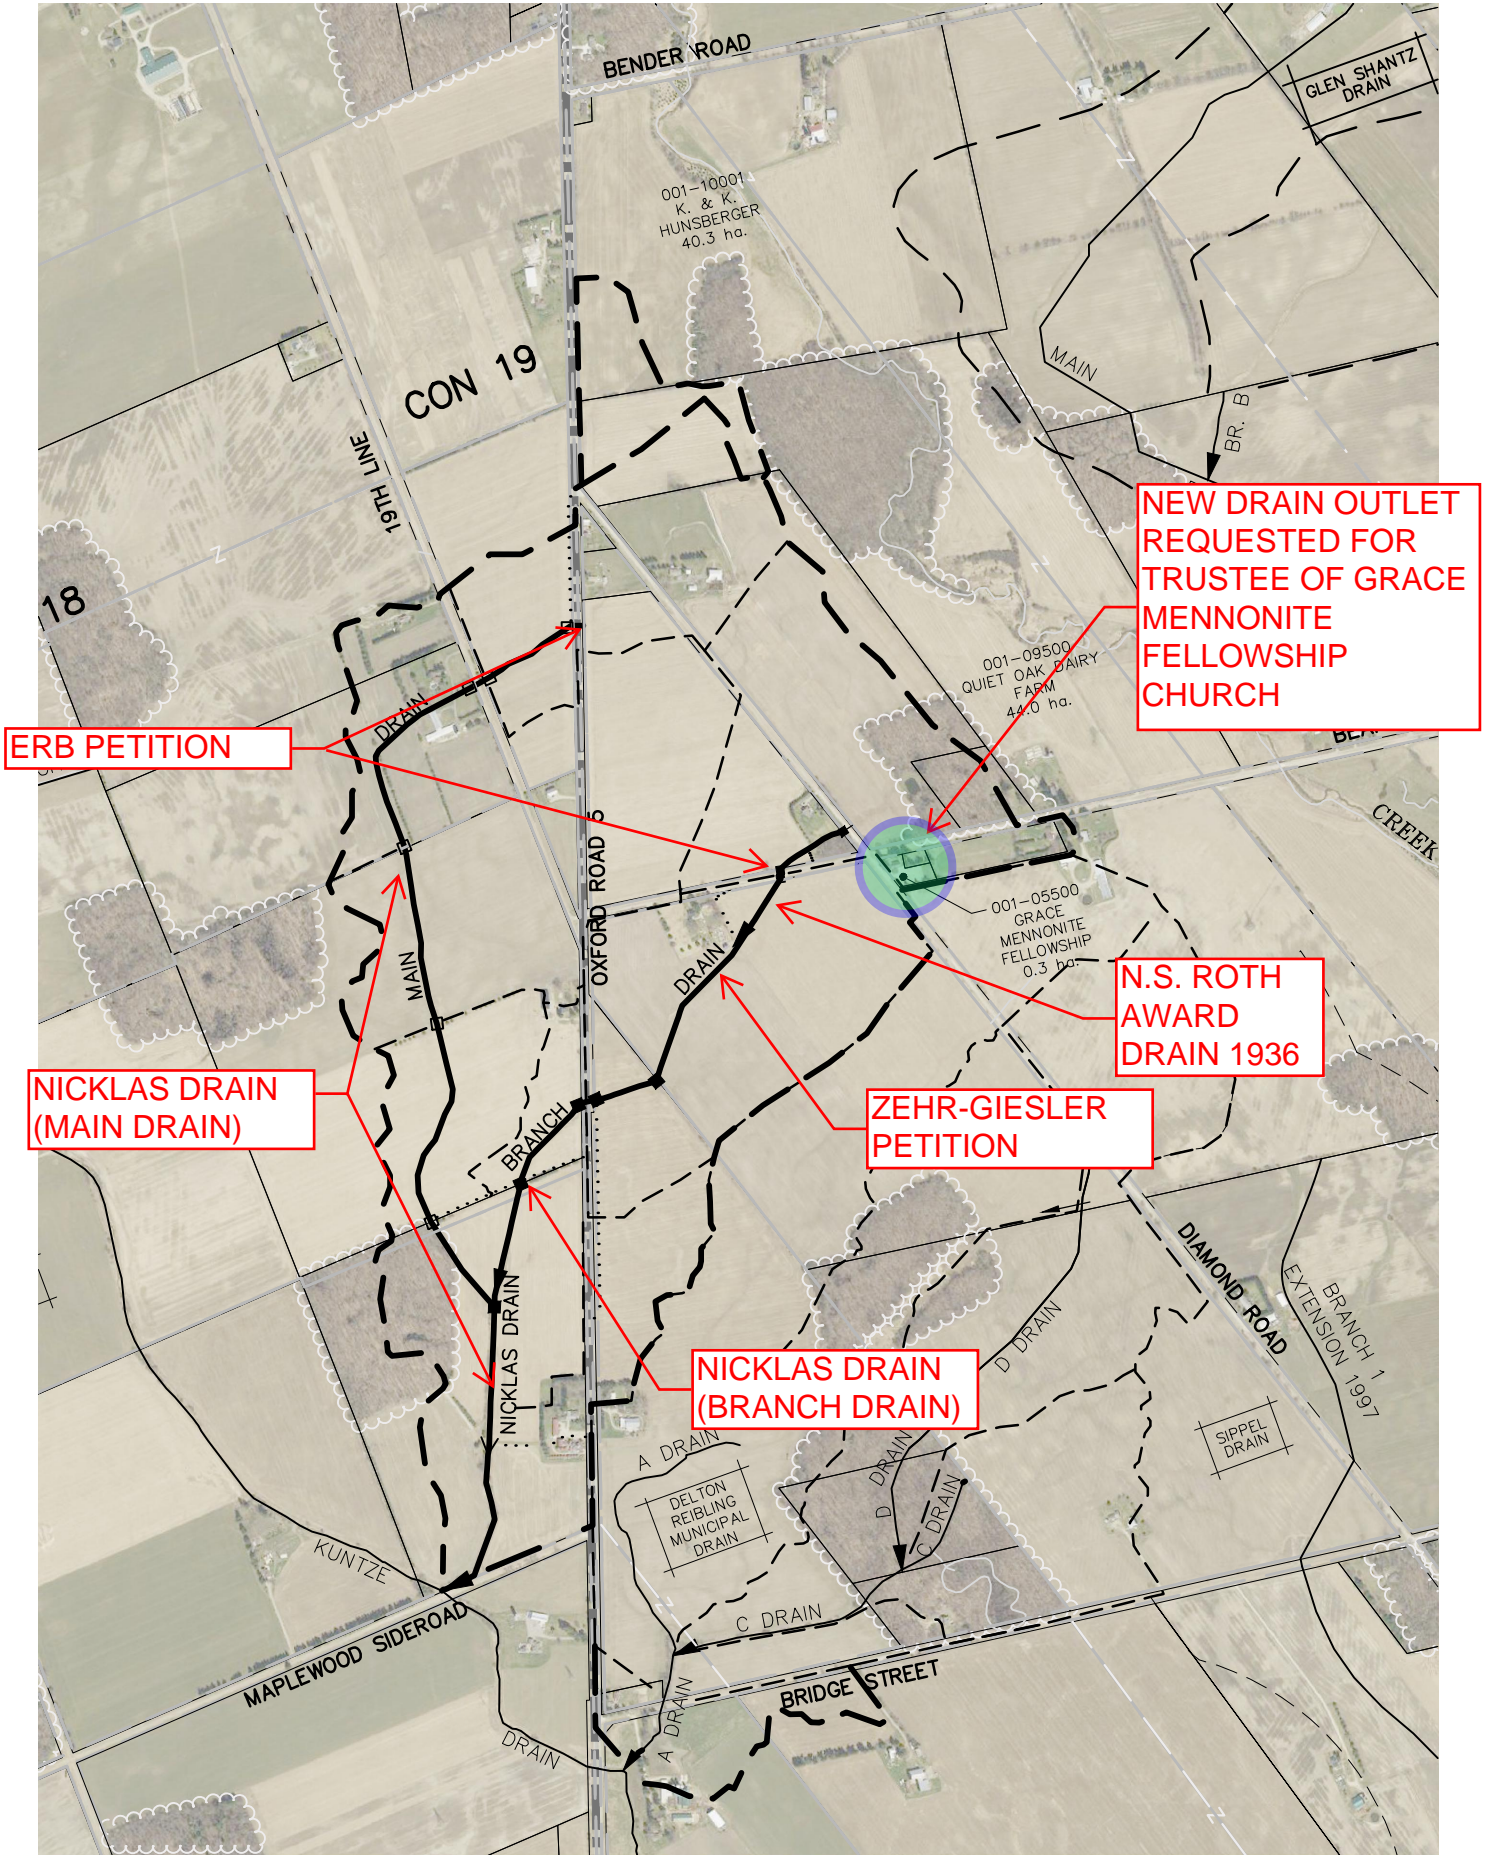 BENDER ROAD
GLEN SHANTZ
DRAIN
001-10001
K. & K.
HUNSBERGER
40.3 ha.
CON 19
19TH LINE
MAIN
BR. B
18
NEW DRAIN OUTLET
REQUESTED FOR
TRUSTEE OF GRACE
MENNONITE
FELLOWSHIP
CHURCH
001-09500
QUIET OAK DAIRY
FARM
44.0 ha.
DRAIN
ERB PETITION
CREEK
OXFORD ROAD 5
001-05500
GRACE
MENNONITE
FELLOWSHIP
0.3 ha.
MAIN
DRAIN
N.S. ROTH
AWARD
DRAIN 1936
NICKLAS DRAIN
(MAIN DRAIN)
ZEHR-GIESLER
PETITION
BRANCH
DIAMOND ROAD
BRANCH 1
EXTENSION 1997
NICKLAS DRAIN
D DRAIN
NICKLAS DRAIN
(BRANCH DRAIN)
SIPPEL
DRAIN
A DRAIN
D DRAIN
C DRAIN
DELTON
REIBLING
MUNICIPAL
DRAIN
KUNTZE
C DRAIN
MAPLEWOOD SIDEROAD
BRIDGE STREET
A DRAIN
DRAIN